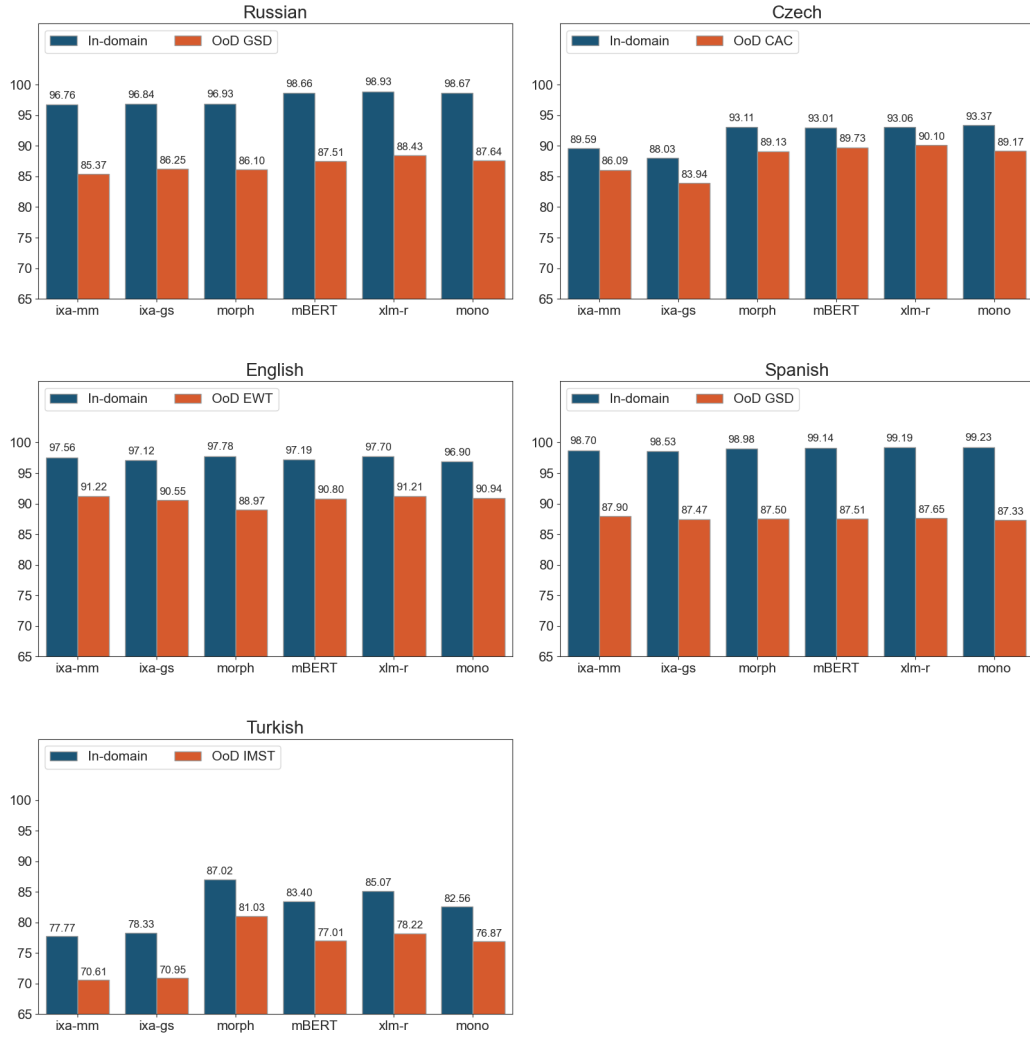 Russian
In-domain OoD GSD
96.76 85.37 96.84 86.25 96.93 86.10 98.66 87.51 98.93 88.43 98.67 87.64
100
95
90
85
80
75
70
65
ixa-mm ixa-gs morph mBERT xlm-r mono
Czech
In-domain OoD CAC
89.59 86.09 88.03 83.94 93.11 89.13 93.01 89.73 93.06 90.10 93.37 89.17
100
95
90
85
80
75
70
65
ixa-mm ixa-gs morph mBERT xlm-r mono
English
In-domain OoD EWT
97.56 91.22 97.12 90.55 97.78 88.97 97.19 90.80 97.70 91.21 96.90 90.94
100
95
90
85
80
75
70
65
ixa-mm ixa-gs morph mBERT xlm-r mono
Spanish
In-domain OoD GSD
98.70 87.90 98.53 87.47 98.98 87.50 99.14 87.51 99.19 87.65 99.23 87.33
100
95
90
85
80
75
70
65
ixa-mm ixa-gs morph mBERT xlm-r mono
Turkish
In-domain OoD IMST
77.77 70.61 78.33 70.95 87.02 81.03 83.40 77.01 85.07 78.22 82.56 76.87
100
95
90
85
80
75
70
65
ixa-mm ixa-gs morph mBERT xlm-r mono